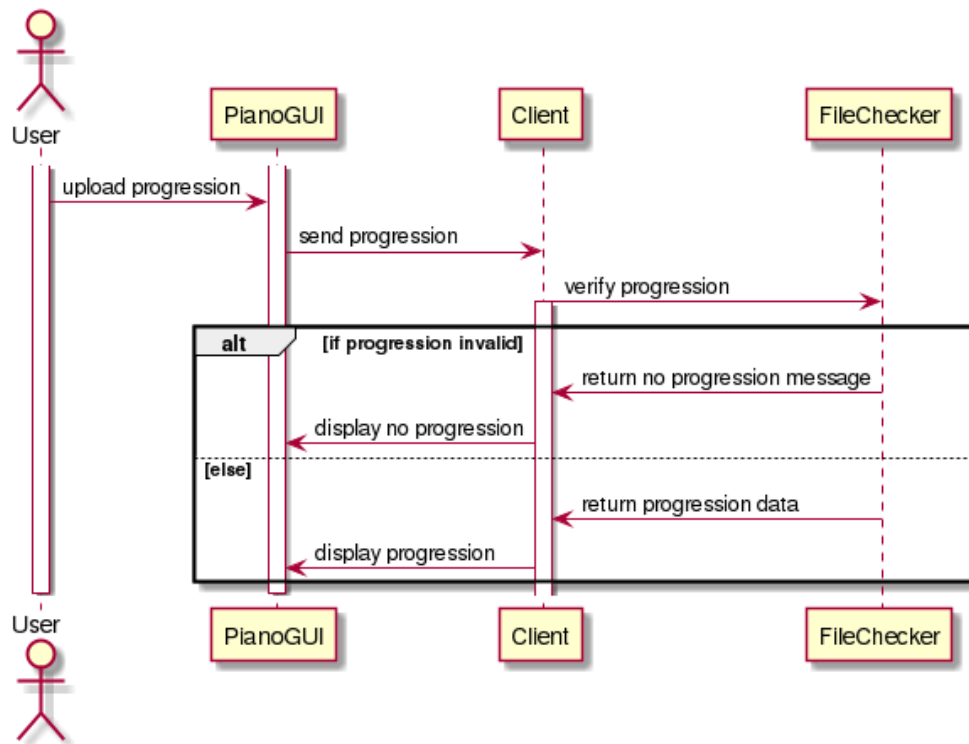 User
PianoGUI
Client
FileChecker
upload progression
send progression
verify progression
alt
[if progression invalid]
return no progression message
display no progression
[else]
return progression data
display progression
User
PianoGUI
Client
FileChecker